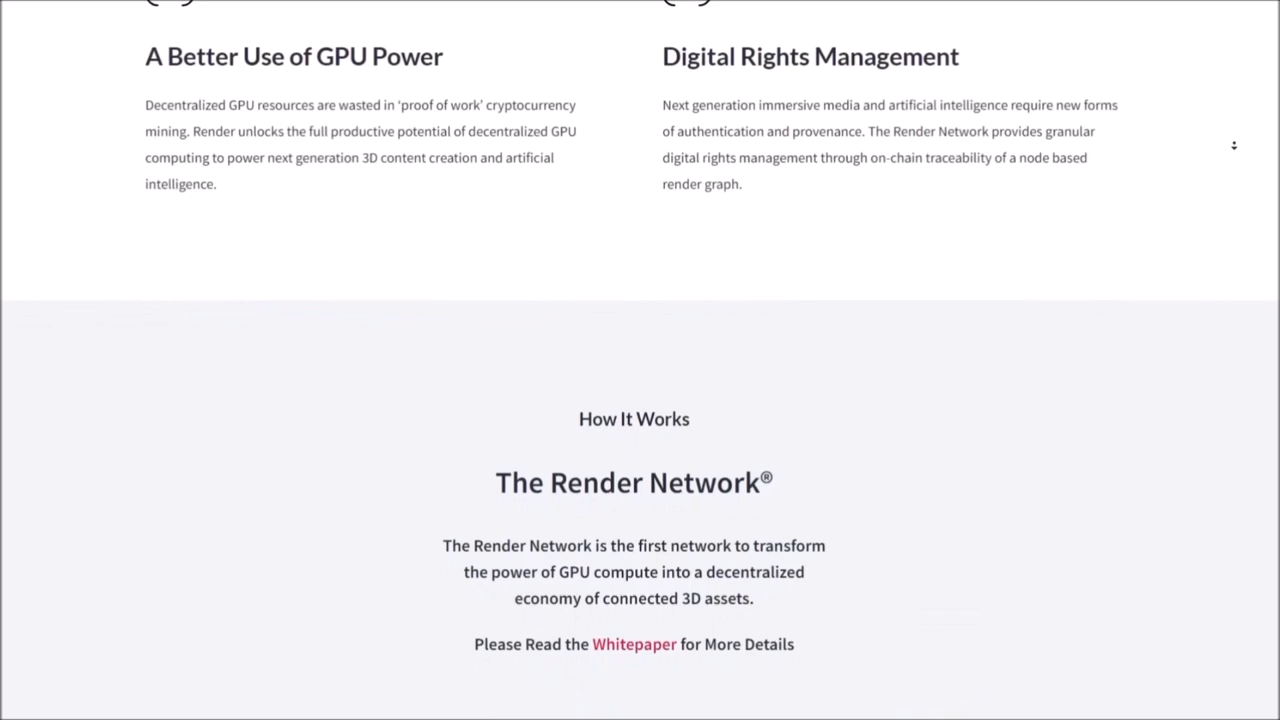 A Better Use of GPU Power
Decentralized GPU resources are wasted in ‘proof of work’ cryptocurrency
mining. Render unlocks the full productive potential of decentralized GPU
computing to power next generation 3D content creation and artificial
intelligence.
Digital Rights Management
Next generation immersive media and artificial intelligence require new forms
of authentication and provenance. The Render Network provides granular
digital rights management through on-chain traceability of a node based
render graph.
How It Works
The Render Network®
The Render Network is the first network to transform
the power of GPU compute into a decentralized
economy of connected 3D assets.
Please Read the Whitepaper for More Details